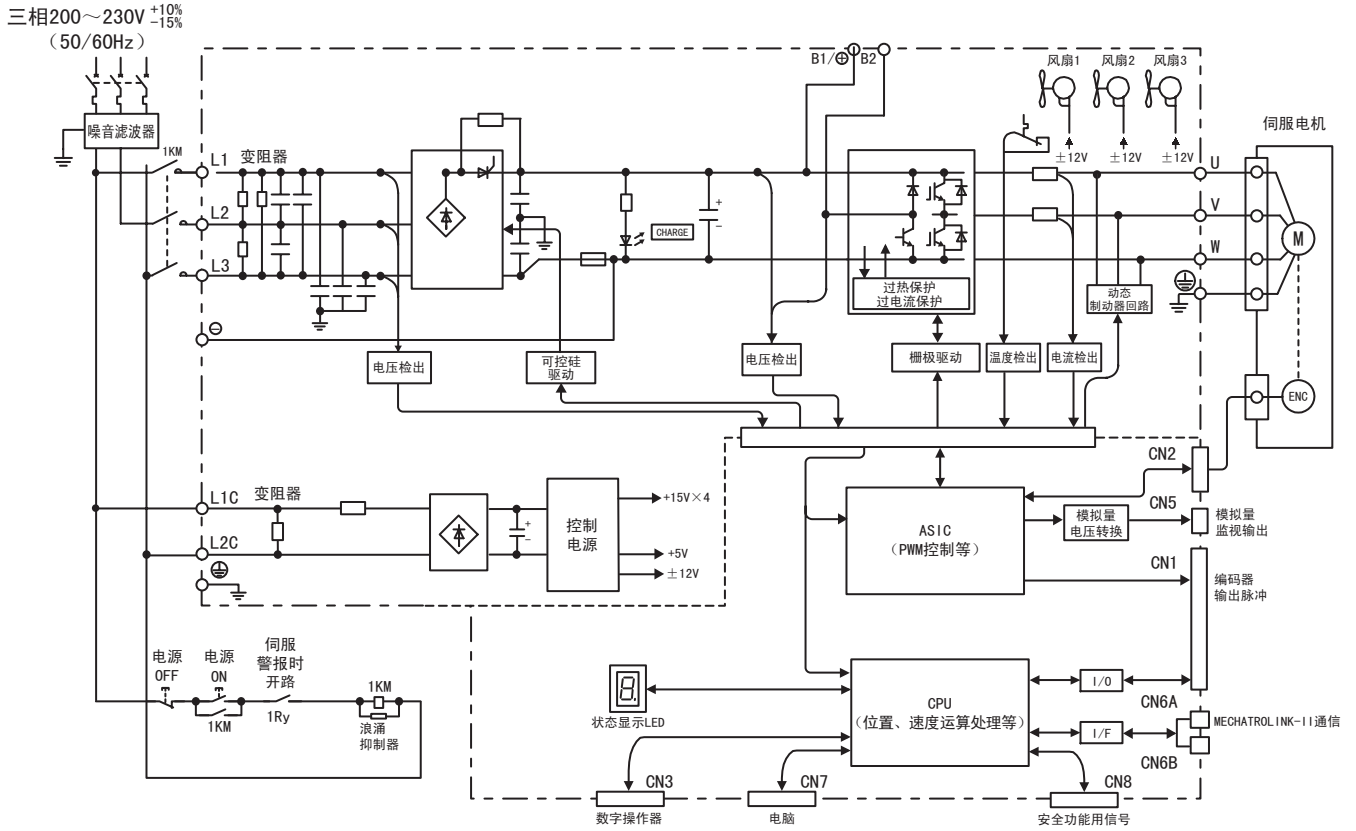 三相200～230V +10% -15%
（50/60Hz）
噪音滤波器
1KM
L1
变阻器
L2
L3
CHARGE
+
-
B1/⊕
B2
风扇1
风扇2
风扇3
±12V
±12V
±12V
伺服电机
U
V
W
M
ENC
过热保护
过电流保护
动态
制动器回路
⊖
电压检出
可控硅
驱动
电压检出
栅极驱动
温度检出
电流检出
L1C
变阻器
L2C
+
-
控制
电源
+15V×4
+5V
±12V
ASIC
（PWM控制等）
模拟量
电压转换
CN2
CN5
模拟量
监视输出
CN1
编码器
输出脉冲
电源
OFF
电源
ON
1KM
伺服
警报时
开路
1Ry
1KM
浪涌
抑制器
8.
状态显示LED
CPU
（位置、速度运算处理等）
I/O
I/F
CN6A
MECHATROLINK-II通信
CN6B
CN3
数字操作器
CN7
电脑
CN8
安全功能用信号